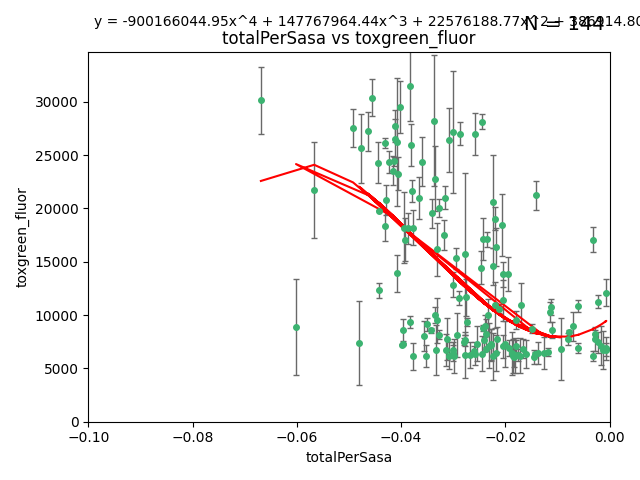 y = -900166044.95x^4 + 147767964.44x^3 + 22576188.77x^2 +
N = 144
totalPerSasa vs toxgreen_fluor
toxgreen_fluor
30000
25000
20000
15000
10000
5000
0
−0.10 −0.08 −0.06 −0.04 −0.02 0.00
totalPerSasa